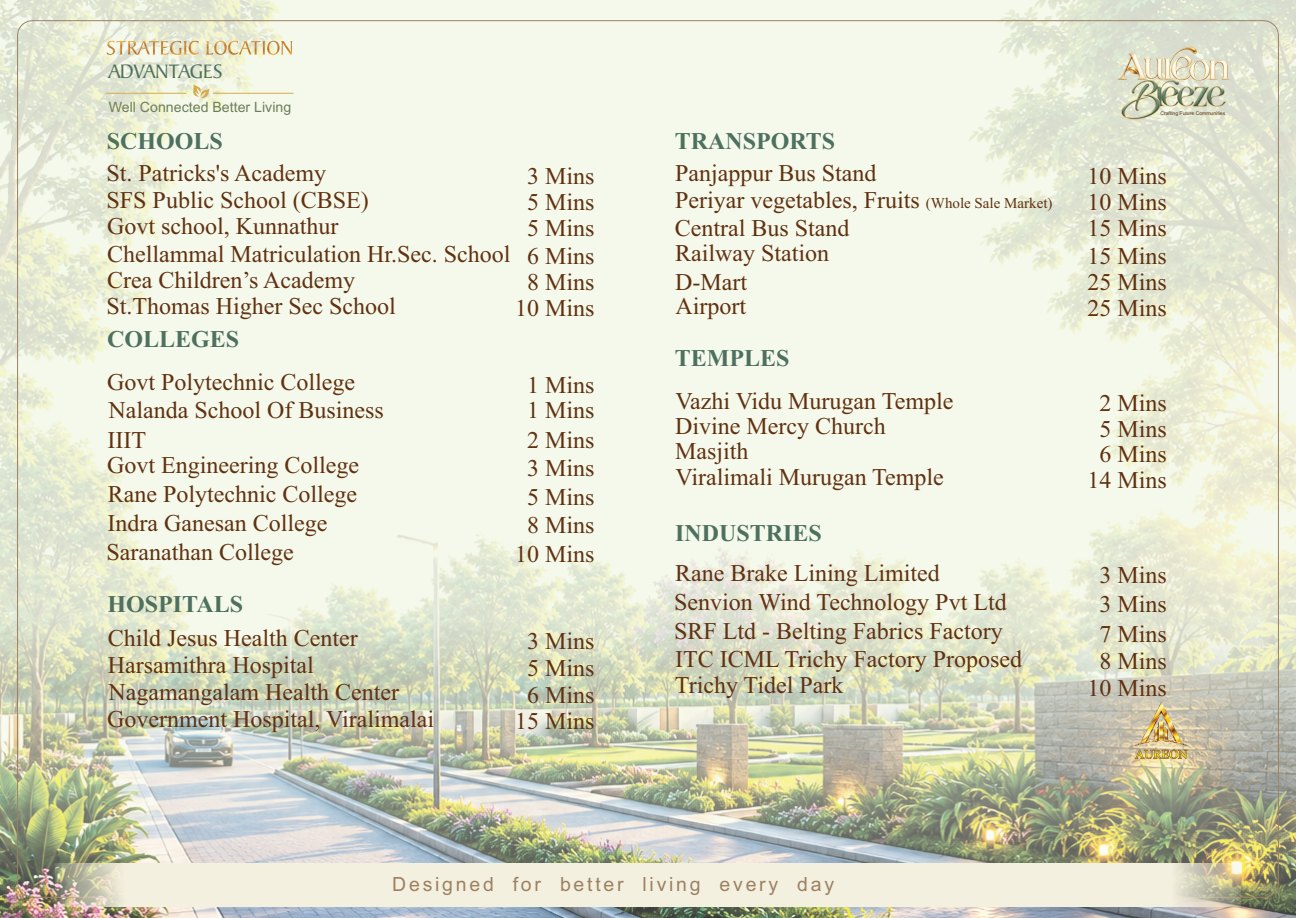 STRATEGIC LOCATION
ADVANTAGES
Well Connected Better Living
Aureon
Breeze
Crafting Future Communities
SCHOOLS
St. Patricks's Academy 3 Mins
SFS Public School (CBSE) 5 Mins
Govt school, Kunnathur 5 Mins
Chellammal Matriculation Hr.Sec. School 6 Mins
Crea Children’s Academy 8 Mins
St.Thomas Higher Sec School 10 Mins
COLLEGES
Govt Polytechnic College 1 Mins
Nalanda School Of Business 1 Mins
IIIT 2 Mins
Govt Engineering College 3 Mins
Rane Polytechnic College 5 Mins
Indra Ganesan College 8 Mins
Saranathan College 10 Mins
HOSPITALS
Child Jesus Health Center 3 Mins
Harsamithra Hospital 5 Mins
Nagamangalam Health Center 6 Mins
Government Hospital, Viralimalai 15 Mins
TRANSPORTS
Panjappur Bus Stand 10 Mins
Periyar vegetables, Fruits (Whole Sale Market) 10 Mins
Central Bus Stand 15 Mins
Railway Station 15 Mins
D-Mart 25 Mins
Airport 25 Mins
TEMPLES
Vazhi Vidu Murugan Temple 2 Mins
Divine Mercy Church 5 Mins
Masjith 6 Mins
Viralimali Murugan Temple 14 Mins
INDUSTRIES
Rane Brake Lining Limited 3 Mins
Senvion Wind Technology Pvt Ltd 3 Mins
SRF Ltd - Belting Fabrics Factory 7 Mins
ITC ICML Trichy Factory Proposed 8 Mins
Trichy Tidel Park 10 Mins
AUREON
Designed for better living every day